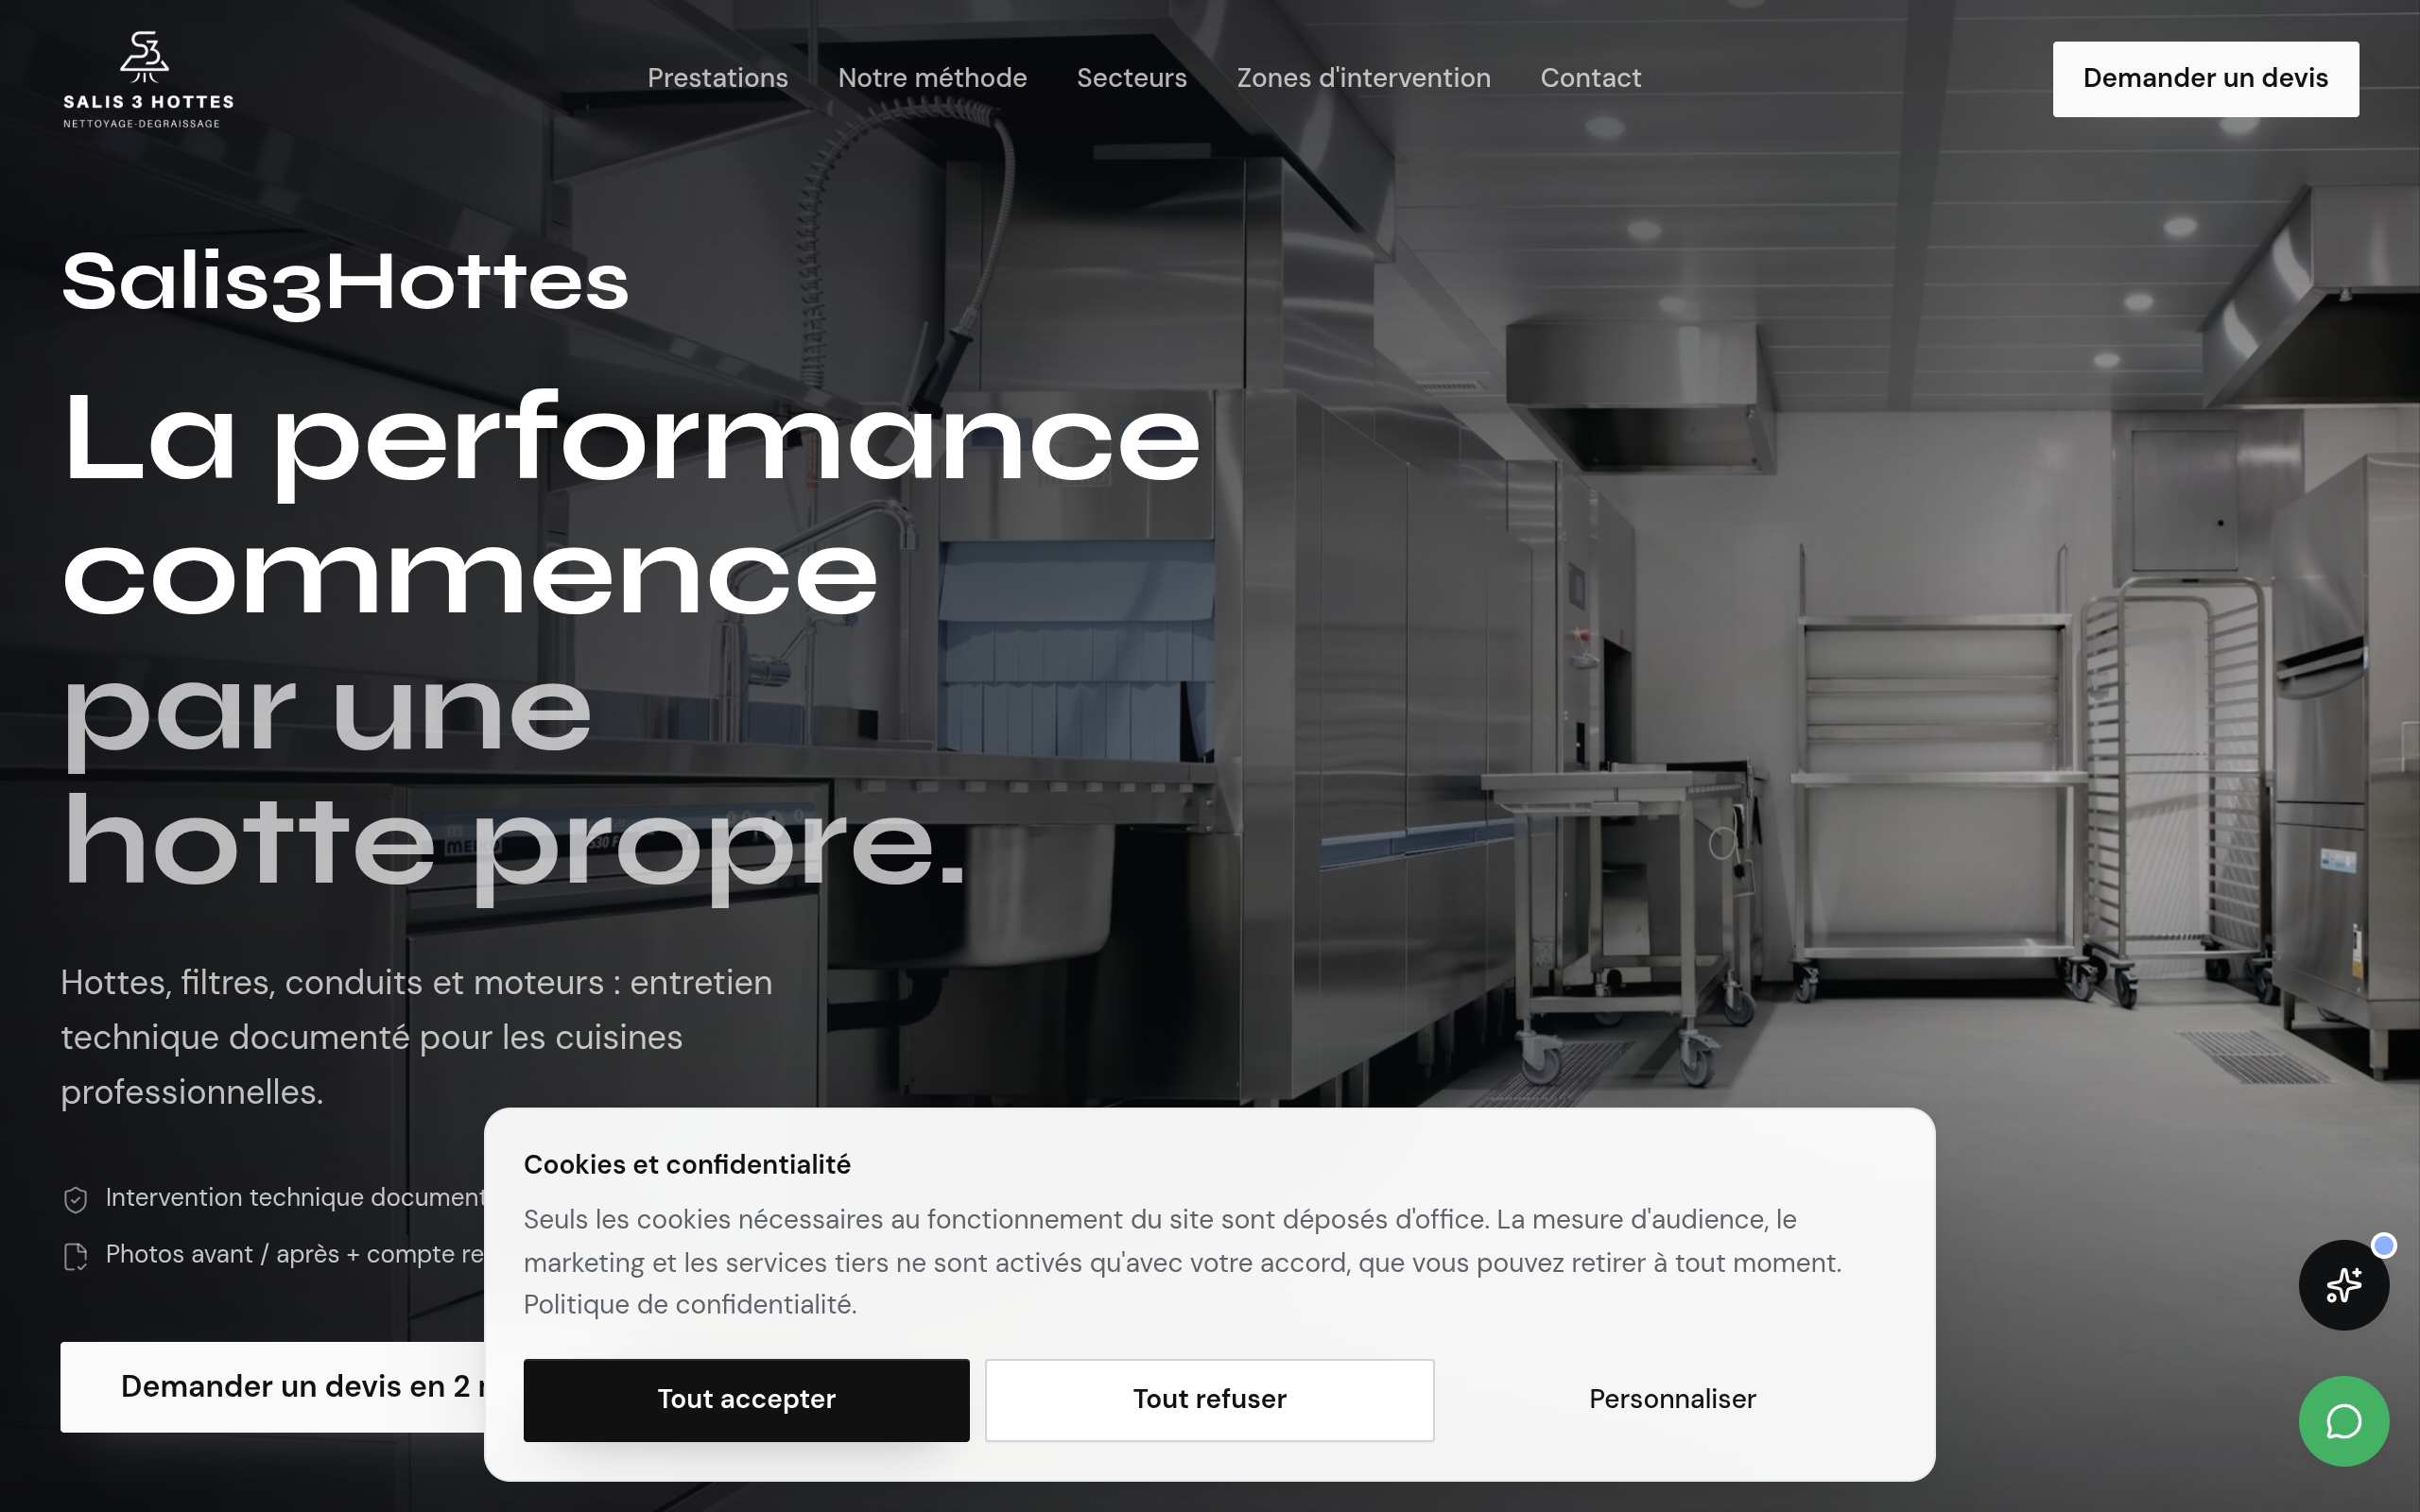 SALIS 3 HOTTES
NETTOYAGE-DEGRAISSAGE
Prestations
Notre méthode
Secteurs
Zones d'intervention
Contact
Demander un devis
Salis3Hottes
La performance
commence
par une
hotte propre.
Hottes, filtres, conduits et moteurs : entretien
technique documenté pour les cuisines
professionnelles.
Intervention technique document
Photos avant / après + compte re
Demander un devis en 2
Cookies et confidentialité
Seuls les cookies nécessaires au fonctionnement du site sont déposés d'office. La mesure d'audience, le
marketing et les services tiers ne sont activés qu'avec votre accord, que vous pouvez retirer à tout moment.
Politique de confidentialité.
Tout accepter
Tout refuser
Personnaliser